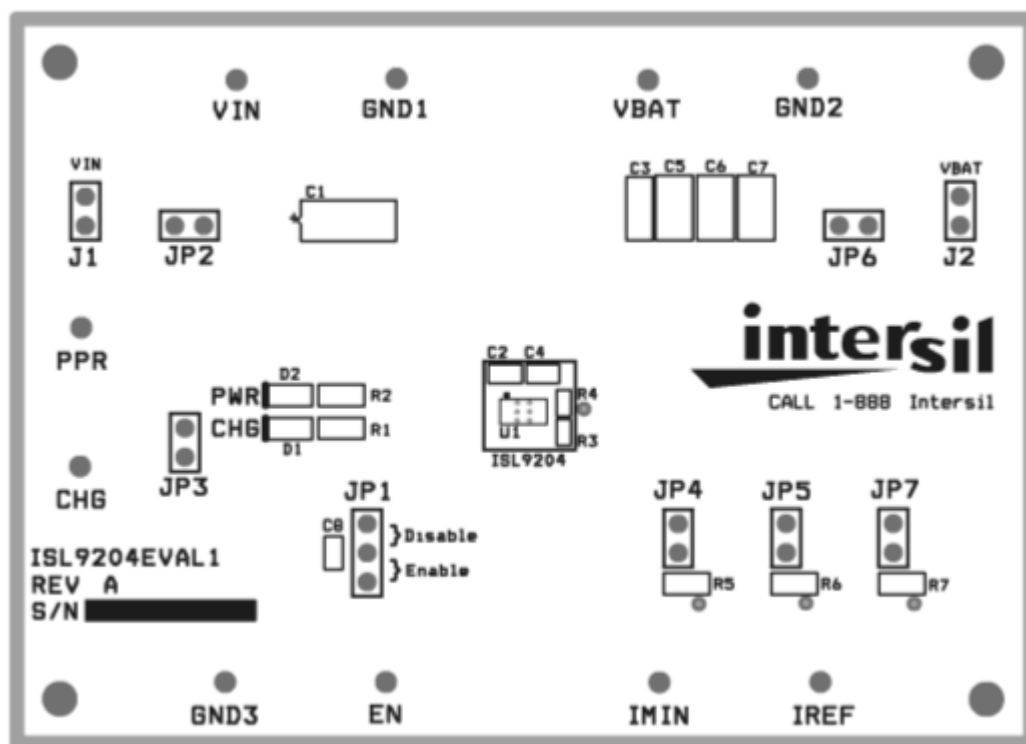 VIN
GND1
VBAT
GND2
VIN
C1
C3
C5
C6
C7
VBAT
J1
JP2
JP6
J2
intersil
CALL 1-888 Intersil
PPR
D2
PWR
R2
CHG
R1
D1
C2
C4
R4
U1
R3
ISL9204
CHG
JP3
JP1
C8
}Disable
}Enable
JP4
JP5
JP7
R5
R6
R7
ISL9204EVAL1
REV A
S/N
GND3
EN
IMIN
IREF